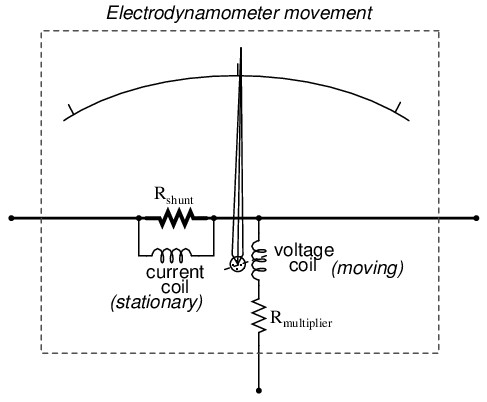 Electrodynamometer movement
Rshunt
current
coil
(stationary)
voltage
coil (moving)
Rmultiplier